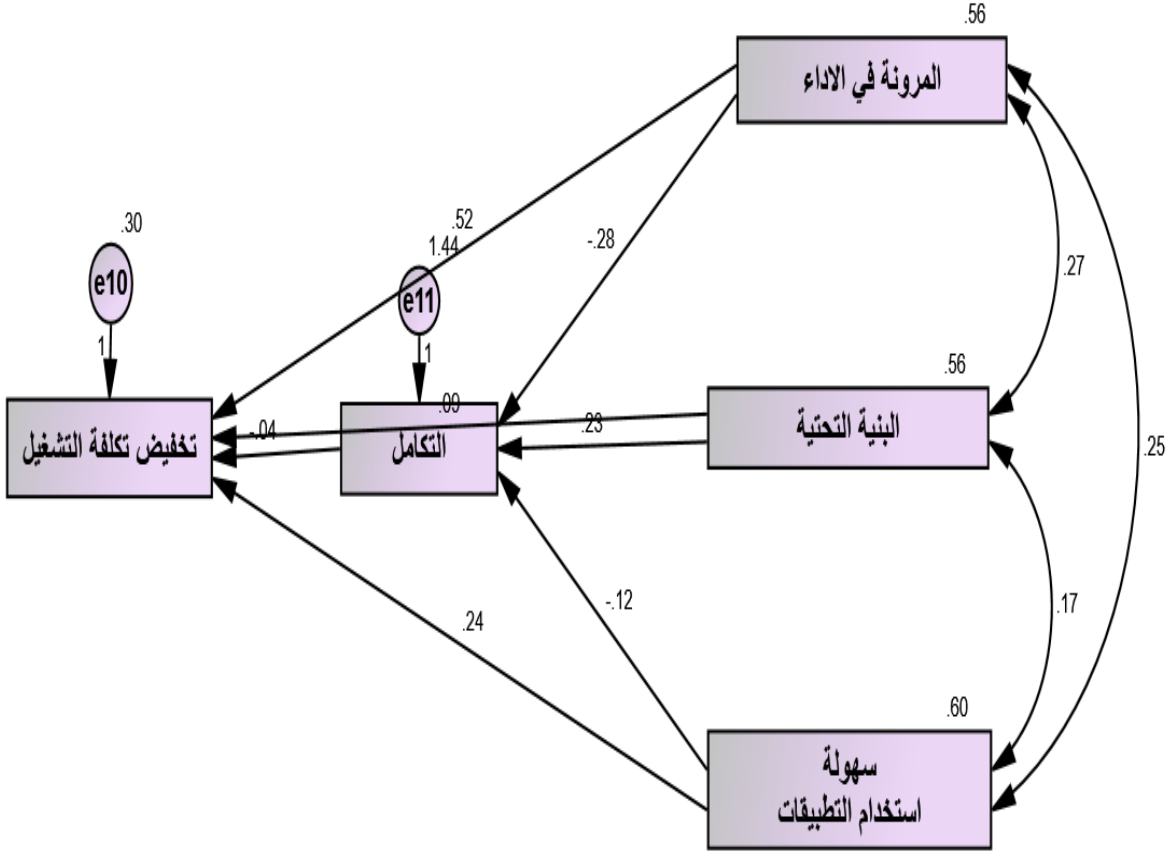 .56
المرونة في الاداء
.30
.52
1.44
-.28
e10
e11
.27
1
1
.56
.09
-.04
.23
تخفيض تكلفة التشغيل
التكامل
البنية التحتية
.25
-.12
.24
.17
.60
سهولة
استخدام التطبيقات